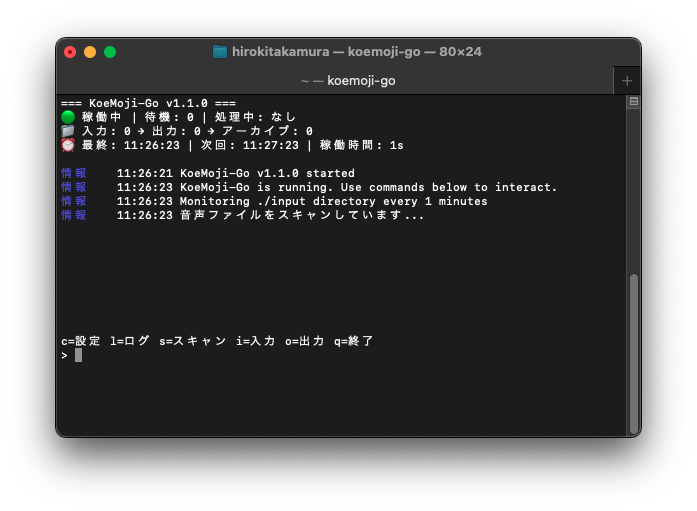 hirokitakamura — koemoji-go — 80×24
~ — koemoji-go
=== KoeMoji-Go v1.1.0 ===
🟢 稼働中 | 待機: 0 | 処理中: なし
📁 入力: 0 → 出力: 0 → アーカイブ: 0
⏰ 最終: 11:26:23 | 次回: 11:27:23 | 稼働時間: 1s
情報 11:26:21 KoeMoji-Go v1.1.0 started
情報 11:26:23 KoeMoji-Go is running. Use commands below to interact.
情報 11:26:23 Monitoring ./input directory every 1 minutes
情報 11:26:23 音声ファイルをスキャンしています...
c=設定 l=ログ s=スキャン i=入力 o=出力 q=終了
>